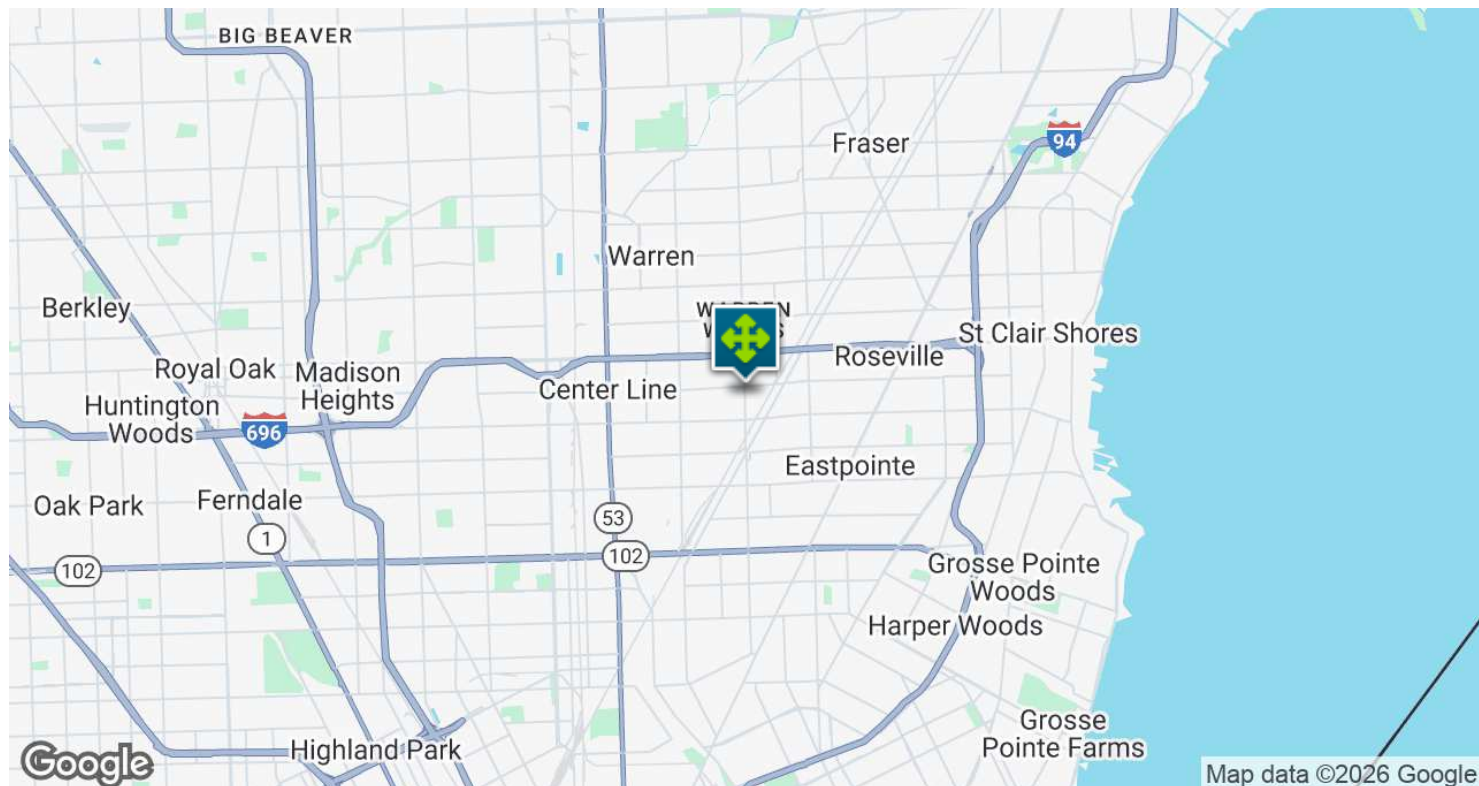 BIG BEAVER
Fraser
94
Warren
Berkley
WARREN
St Clair Shores
Roseville
Royal Oak
Madison
Heights
Center Line
Huntington
Woods
696
Eastpointe
Oak Park
Ferndale
53
1
102
102
Grosse Pointe
Woods
Harper Woods
Grosse
Pointe Farms
Highland Park
Google
Map data ©2026 Google